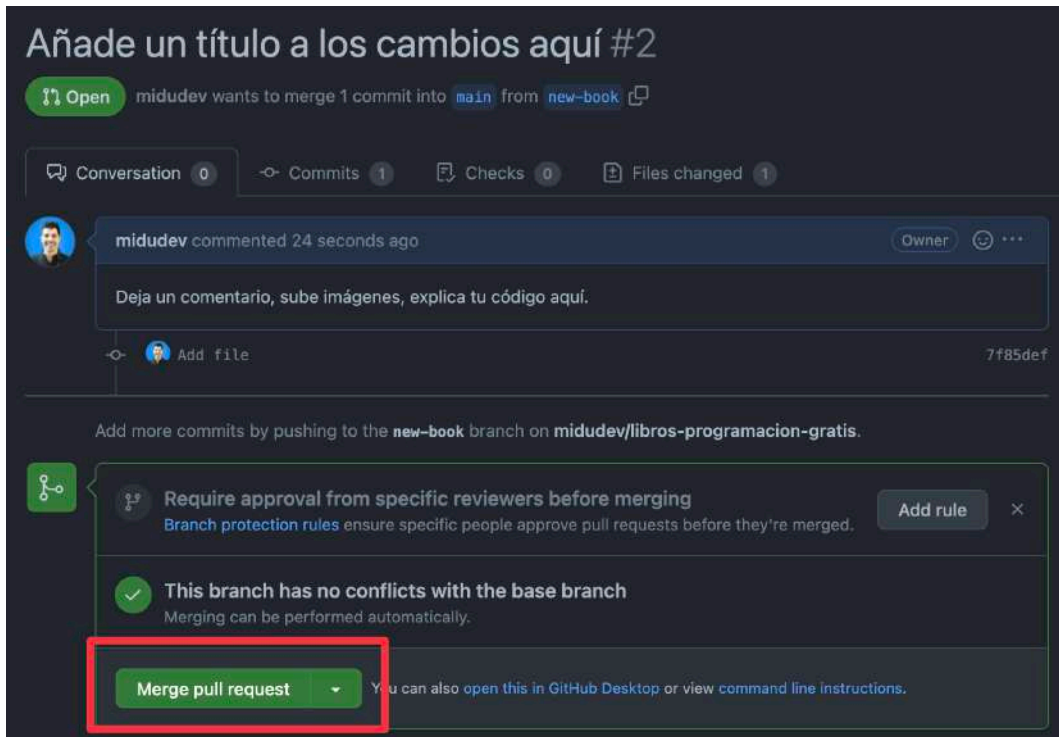 Añade un título a los cambios aquí #2
Open midudev wants to merge 1 commit into main from new-book
Conversation 0 Commits 1 Checks 0 Files changed 1
midudev commented 24 seconds ago Owner
Deja un comentario, sube imágenes, explica tu código aquí.
Add file 7f85def
Add more commits by pushing to the new-book branch on midudev/libros-programacion-gratis.
Require approval from specific reviewers before merging
Branch protection rules ensure specific people approve pull requests before they're merged.
Add rule
This branch has no conflicts with the base branch
Merging can be performed automatically.
Merge pull request You can also open this in GitHub Desktop or view command line instructions.